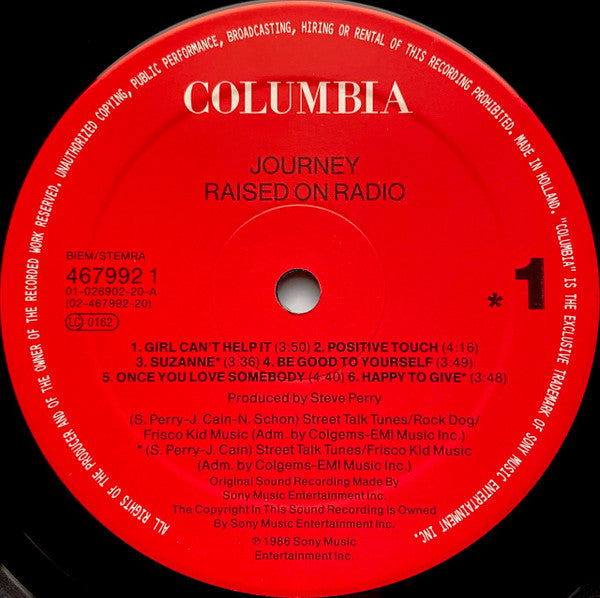 ALL RIGHTS OF THE PRODUCER AND OF THE OWNER OF THE RECORDED WORK RESERVED. UNAUTHORIZED COPYING, PUBLIC PERFORMANCE, BROADCASTING, HIRING OR RENTAL OF THIS RECORDING PROHIBITED. MADE IN HOLLAND. "COLUMBIA" IS THE EXCLUSIVE TRADEMARK OF SONY MUSIC ENTERTAINMENT INC.
COLUMBIA
JOURNEY
RAISED ON RADIO
BIEM/STEMRA
467992 1
01-026902-20-A
(02-467992-20)
LC 0162
* 1
1. GIRL CAN'T HELP IT (3:50) 2. POSITIVE TOUCH (4:16)
3. SUZANNE* (3:36) 4. BE GOOD TO YOURSELF (3:49)
5. ONCE YOU LOVE SOMEBODY (4:40) 6. HAPPY TO GIVE* (3:48)
Produced by Steve Perry
(S. Perry-J. Cain-N. Schon) Street Talk Tunes/Rock Dog/
Frisco Kid Music (Adm. by Colgems-EMI Music Inc.)
* (S. Perry-J. Cain) Street Talk Tunes/Frisco Kid Music
(Adm. by Colgems-EMI Music Inc.)
Original Sound Recording Made By
Sony Music Entertainment Inc.
The Copyright In This Sound Recording is Owned
By Sony Music Entertainment Inc.
℗ 1986 Sony Music
Entertainment Inc.